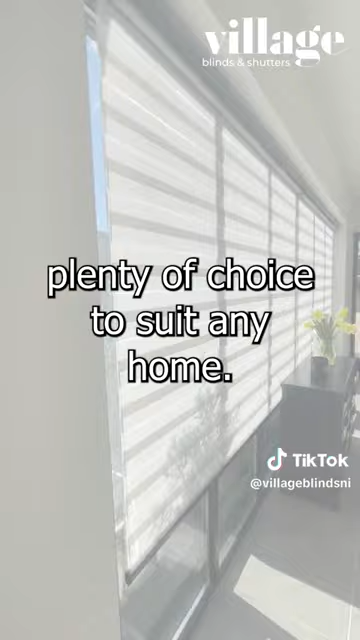 village
blinds & shutters
plenty of choice
to suit any
home.
TikTok
@villageblindsni